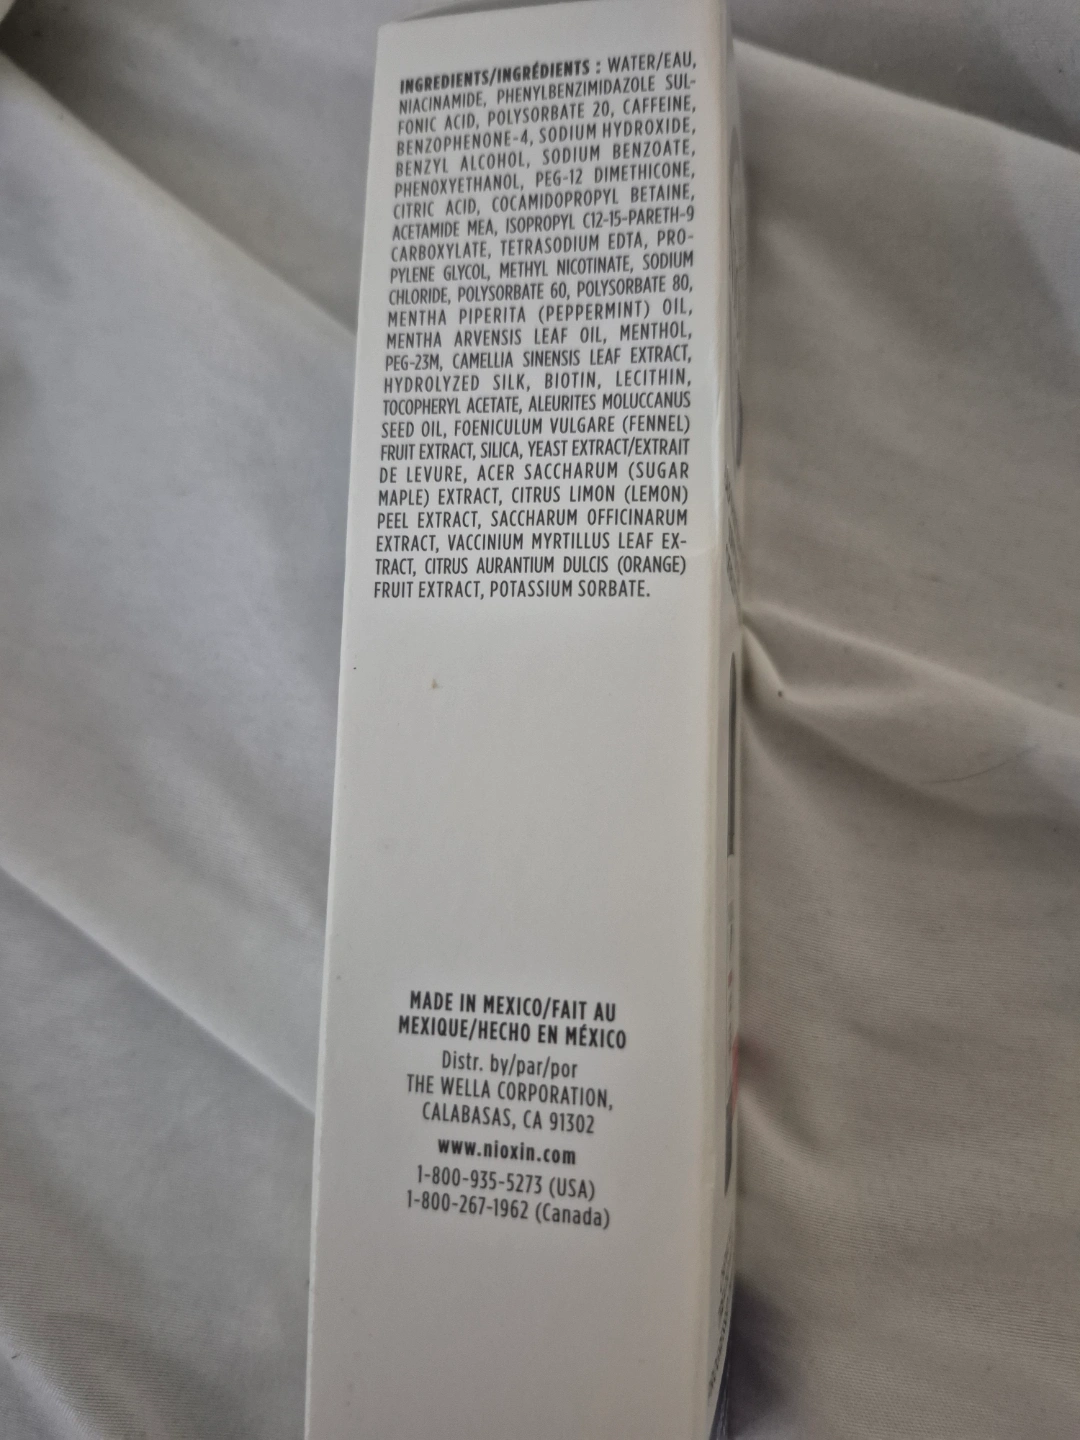 INGREDIENTS/INGRÉDIENTS : WATER/EAU,
NIACINAMIDE, PHENYLBENZIMIDAZOLE SUL-
FONIC ACID, POLYSORBATE 20, CAFFEINE,
BENZOPHENONE-4, SODIUM HYDROXIDE,
BENZYL ALCOHOL, SODIUM BENZOATE,
PHENOXYETHANOL, PEG-12 DIMETHICONE,
CITRIC ACID, COCAMIDOPROPYL BETAINE,
ACETAMIDE MEA, ISOPROPYL C12-15-PARETH-9
CARBOXYLATE, TETRASODIUM EDTA, PRO-
PYLENE GLYCOL, METHYL NICOTINATE, SODIUM
CHLORIDE, POLYSORBATE 60, POLYSORBATE 80,
MENTHA PIPERITA (PEPPERMINT) OIL,
MENTHA ARVENSIS LEAF OIL, MENTHOL,
PEG-23M, CAMELLIA SINENSIS LEAF EXTRACT,
HYDROLYZED SILK, BIOTIN, LECITHIN,
TOCOPHERYL ACETATE, ALEURITES MOLUCCANUS
SEED OIL, FOENICULUM VULGARE (FENNEL)
FRUIT EXTRACT, SILICA, YEAST EXTRACT/EXTRAIT
DE LEVURE, ACER SACCHARUM (SUGAR
MAPLE) EXTRACT, CITRUS LIMON (LEMON)
PEEL EXTRACT, SACCHARUM OFFICINARUM
EXTRACT, VACCINIUM MYRTILLUS LEAF EX-
TRACT, CITRUS AURANTIUM DULCIS (ORANGE)
FRUIT EXTRACT, POTASSIUM SORBATE.
MADE IN MEXICO/FAIT AU
MEXIQUE/HECHO EN MÉXICO
Distr. by/par/por
THE WELLA CORPORATION,
CALABASAS, CA 91302
www.nioxin.com
1-800-935-5273 (USA)
1-800-267-1962 (Canada)